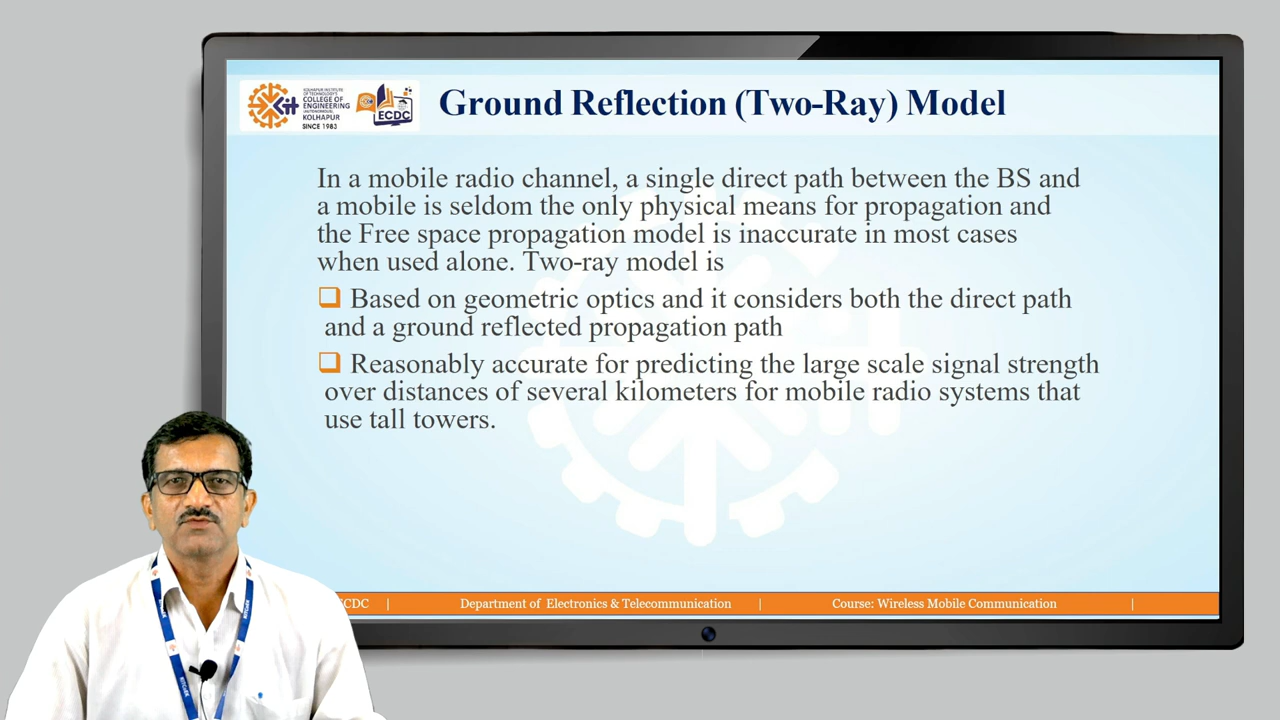 KOLHAPUR INSTITUTE
OF TECHNOLOGY'S
COLLEGE OF
ENGINEERING
(AUTONOMOUS),
KOLHAPUR
SINCE 1983
ECDC
Ground Reflection (Two-Ray) Model
In a mobile radio channel, a single direct path between the BS and
a mobile is seldom the only physical means for propagation and
the Free space propagation model is inaccurate in most cases
when used alone. Two-ray model is
❑ Based on geometric optics and it considers both the direct path
and a ground reflected propagation path
❑ Reasonably accurate for predicting the large scale signal strength
over distances of several kilometers for mobile radio systems that
use tall towers.
ECDC | Department of Electronics & Telecommunication | Course: Wireless Mobile Communication |